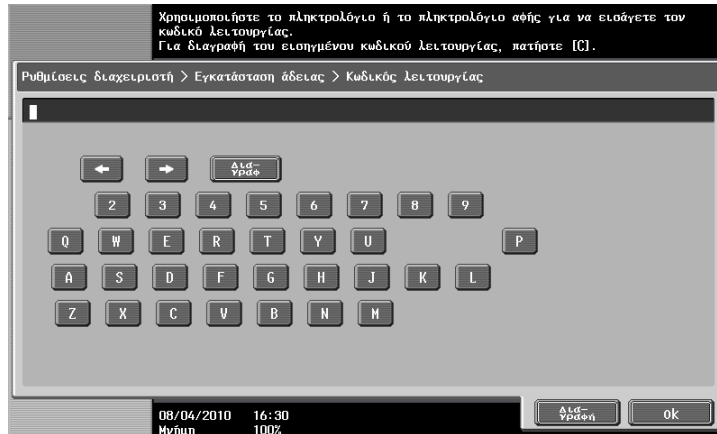 Χρησιμοποιήστε το πληκτρολόγιο ή το πληκτρολόγιο αφής για να εισάγετε τον
κωδικό λειτουργίας.
Για διαγραφή του εισηγμένου κωδικού λειτουργίας, πατήστε [C].
Ρυθμίσεις διαχειριστή > Εγκατάσταση άδειας > Κωδικός λειτουργίας
← → Δια-
γραφ
2 3 4 5 6 7 8 9
Q W E R T Y U P
A S D F G H J K L
Z X C V B N M
Δια-
γραφή
ok
08/04/2010 16:30
Μνήμη 100%